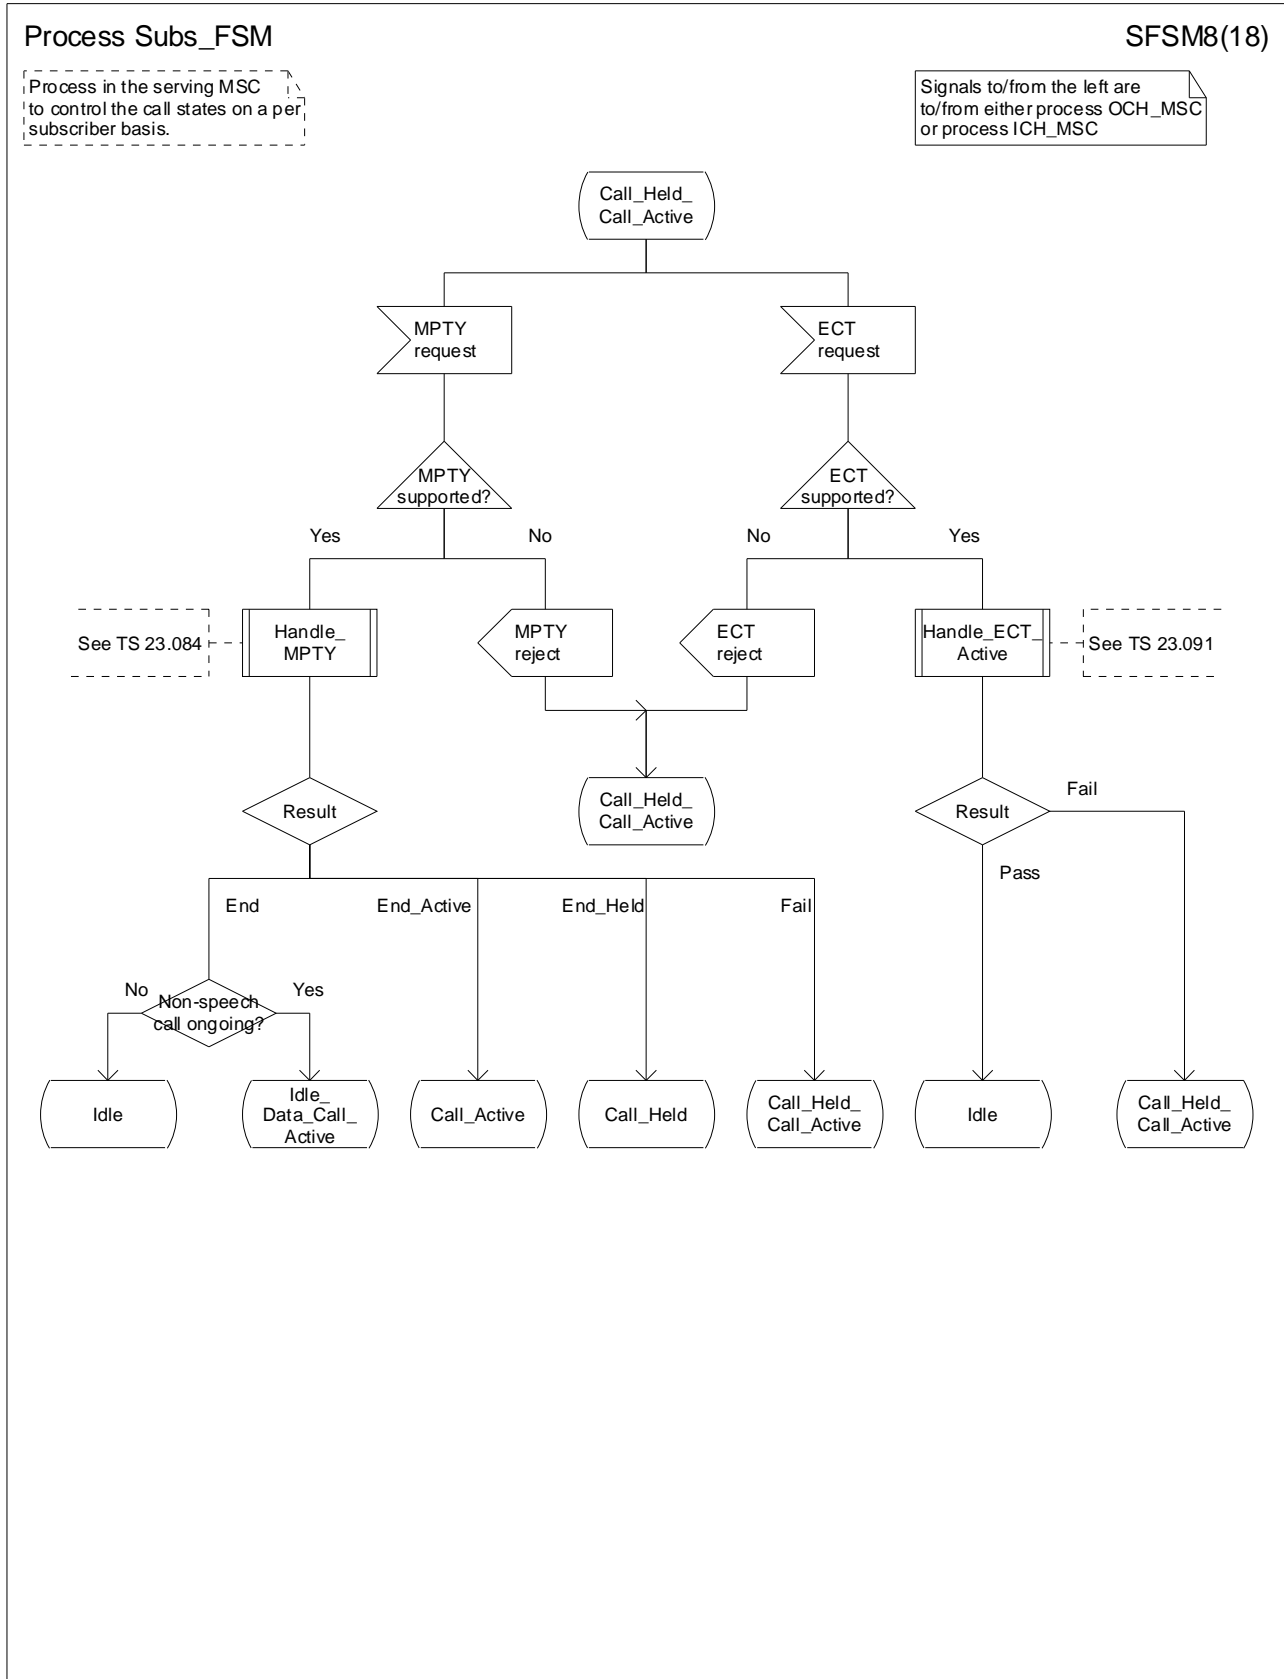 Process Subs_FSM
SFSM8(18)
Process in the serving MSC
to control the call states on a per
subscriber basis.
Signals to/from the left are
to/from either process OCH_MSC
or process ICH_MSC
Call_Held_
Call_Active
MPTY
request
ECT
request
MPTY
supported?
ECT
supported?
Yes
No
No
Yes
See TS 23.084
Handle_
MPTY
MPTY
reject
ECT
reject
Handle_ECT_
Active
See TS 23.091
Result
Call_Held_
Call_Active
Result
Fail
Pass
End
End_Active
End_Held
Fail
No
Non-speech
call ongoing?
Yes
Idle
Idle_
Data_Call_
Active
Call_Active
Call_Held
Call_Held_
Call_Active
Idle
Call_Held_
Call_Active